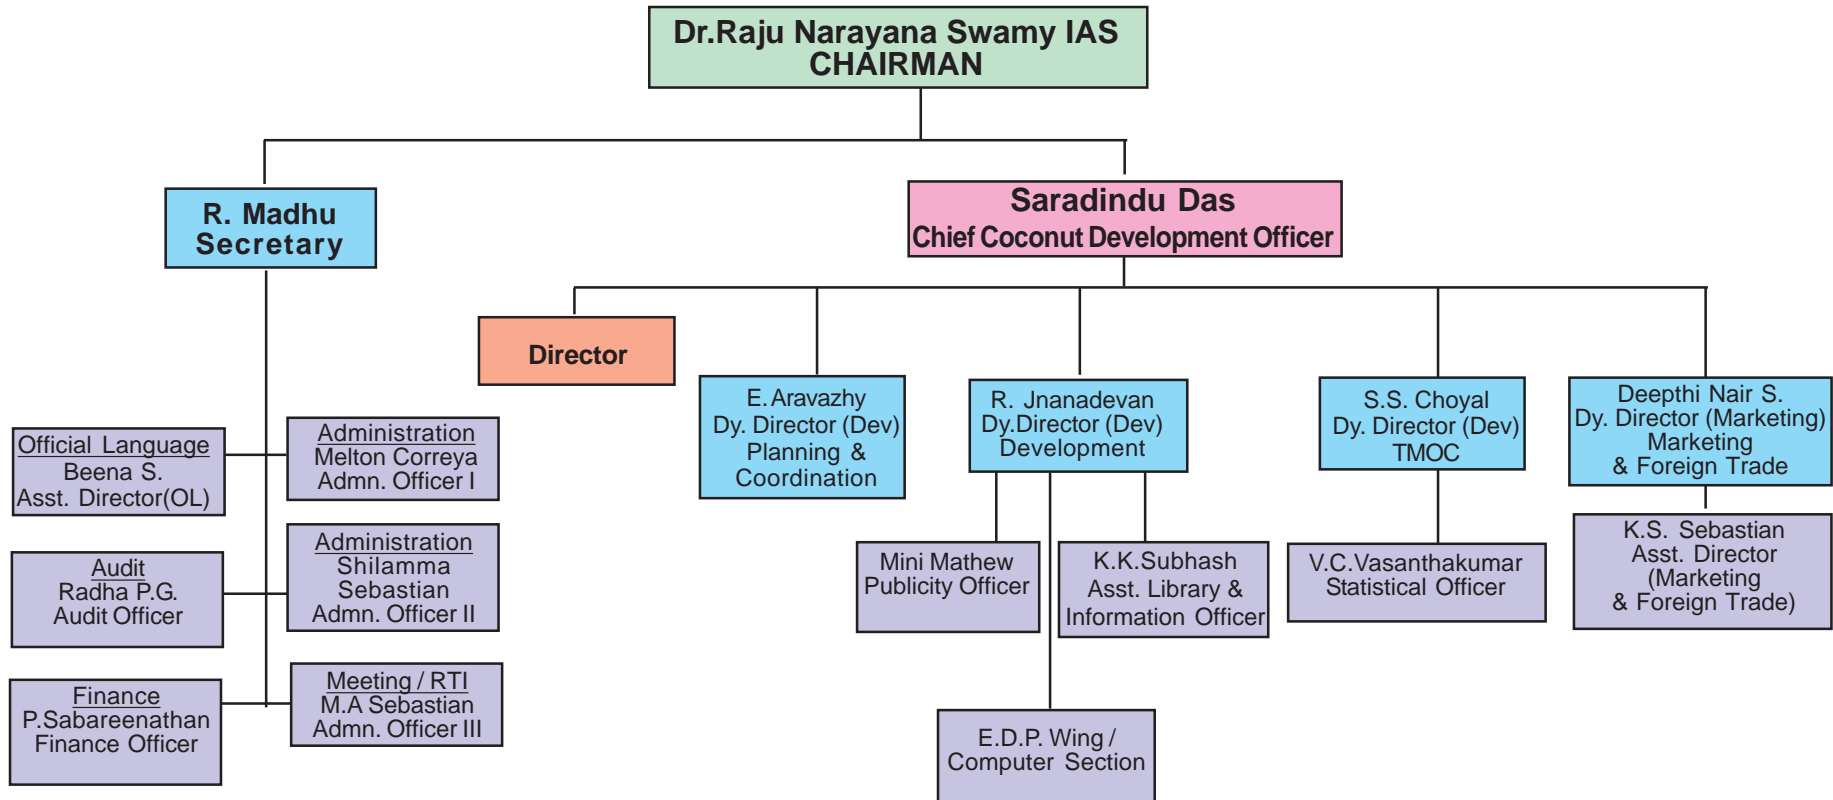 Dr.Raju Narayana Swamy IAS
CHAIRMAN
R. Madhu
Secretary
Saradindu Das
Chief Coconut Development Officer
Director
E. Aravazhy
Dy. Director (Dev)
Planning &
Coordination
R. Jnanadevan
Dy.Director (Dev)
Development
S.S. Choyal
Dy. Director (Dev)
TMOC
Deepthi Nair S.
Dy. Director (Marketing)
Marketing
& Foreign Trade
Official Language
Beena S.
Asst. Director(OL)
Administration
Melton Correya
Admn. Officer I
Audit
Radha P.G.
Audit Officer
Administration
Shilamma
Sebastian
Admn. Officer II
Finance
P.Sabareenathan
Finance Officer
Meeting / RTI
M.A Sebastian
Admn. Officer III
Mini Mathew
Publicity Officer
K.K.Subhash
Asst. Library &
Information Officer
V.C.Vasanthakumar
Statistical Officer
K.S. Sebastian
Asst. Director
(Marketing
& Foreign Trade)
E.D.P. Wing /
Computer Section